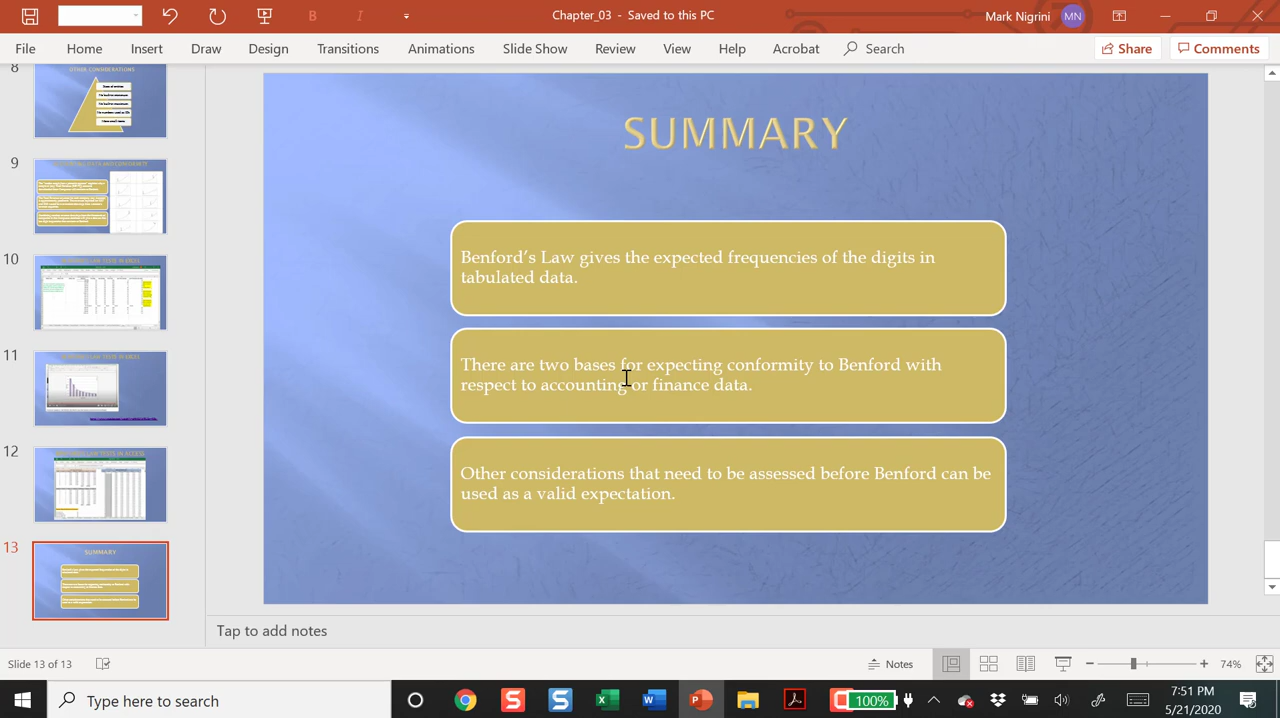 B I
Chapter_03 - Saved to this PC
Mark Nigrini MN
File Home Insert Draw Design Transitions Animations Slide Show Review View Help Acrobat Search Share Comments
8
OTHER CONSIDERATIONS
9
10
11
12
13
SUMMARY
SUMMARY
Benford's Law gives the expected frequencies of the digits in
tabulated data.
There are two bases for expecting conformity to Benford with
respect to accounting or finance data.
Other considerations that need to be assessed before Benford can be
used as a valid expectation.
Tap to add notes
Slide 13 of 13
Notes
74%
Type here to search
100%
7:51 PM
5/21/2020